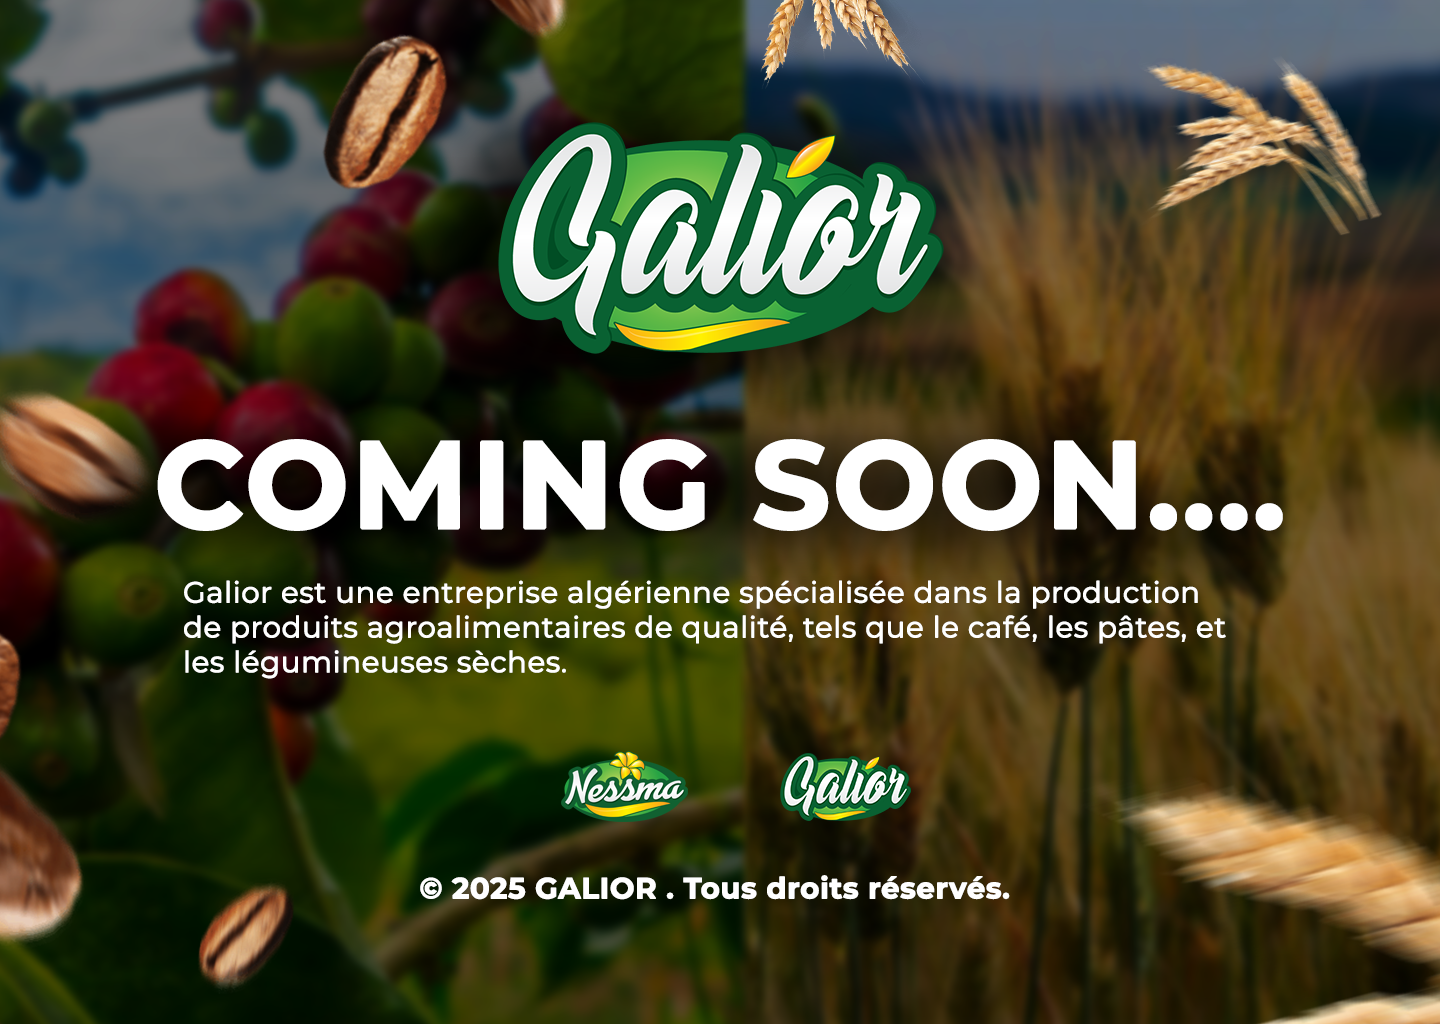 Galior
COMING SOON....
Galior est une entreprise algérienne spécialisée dans la production
de produits agroalimentaires de qualité, tels que le café, les pâtes, et
les légumineuses sèches.
Nessma
Galior
© 2025 GALIOR . Tous droits réservés.